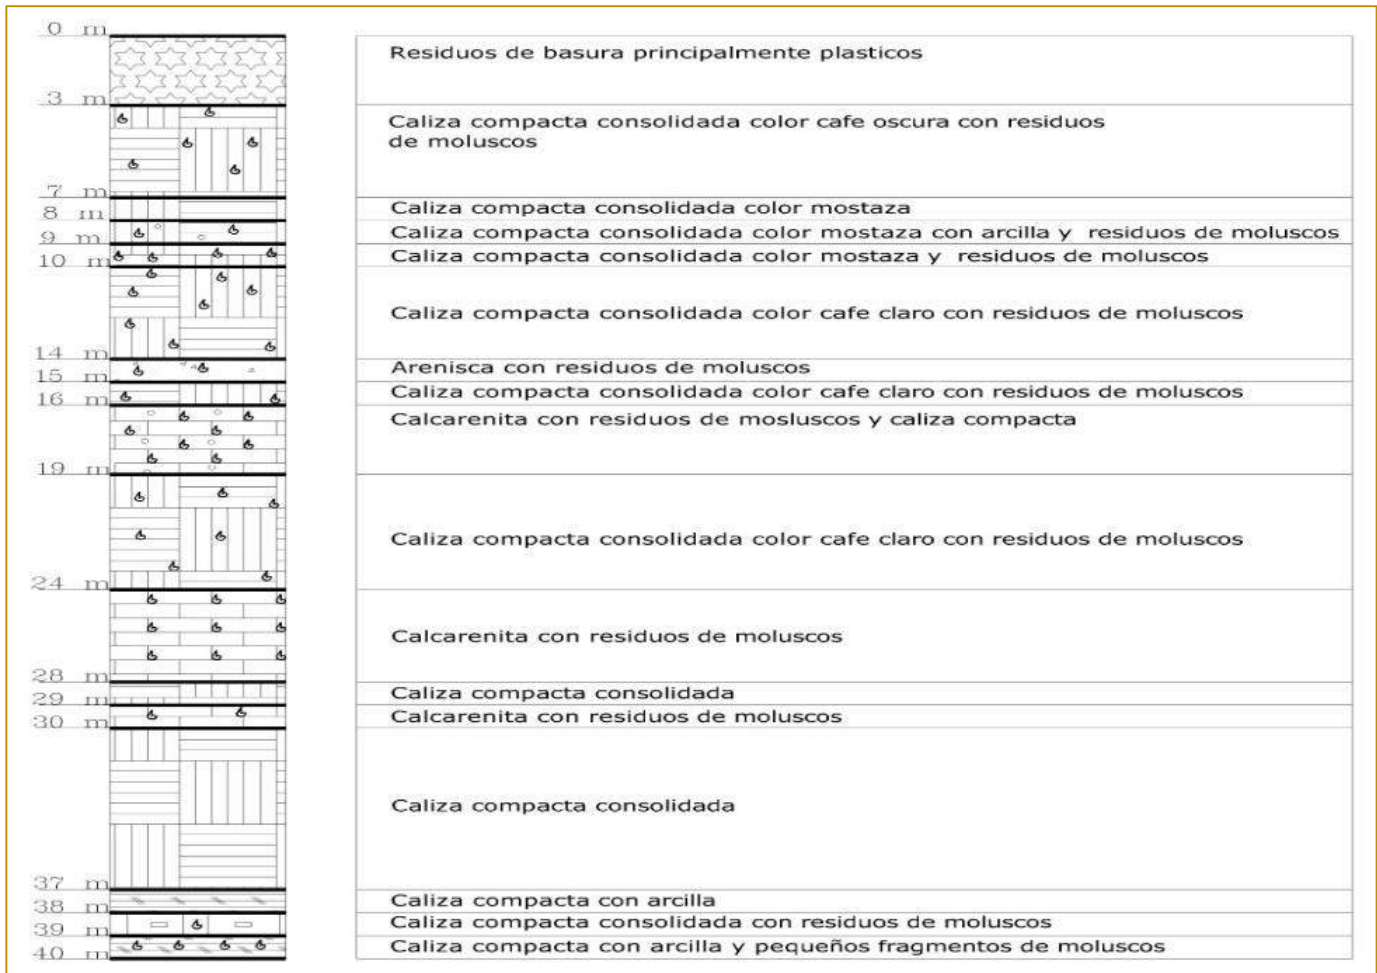 0 m
Residuos de basura principalmente plasticos
3 m
Caliza compacta consolidada color cafe oscura con residuos
de moluscos
7 m
Caliza compacta consolidada color mostaza
8 m
Caliza compacta consolidada color mostaza con arcilla y residuos de moluscos
9 m
Caliza compacta consolidada color mostaza y residuos de moluscos
10 m
Caliza compacta consolidada color cafe claro con residuos de moluscos
14 m
Arenisca con residuos de moluscos
15 m
Caliza compacta consolidada color cafe claro con residuos de moluscos
16 m
Calcarenita con residuos de mosluscos y caliza compacta
19 m
Caliza compacta consolidada color cafe claro con residuos de moluscos
24 m
Calcarenita con residuos de moluscos
28 m
Caliza compacta consolidada
29 m
Calcarenita con residuos de moluscos
30 m
Caliza compacta consolidada
37 m
Caliza compacta con arcilla
38 m
Caliza compacta consolidada con residuos de moluscos
39 m
Caliza compacta con arcilla y pequeños fragmentos de moluscos
40 m